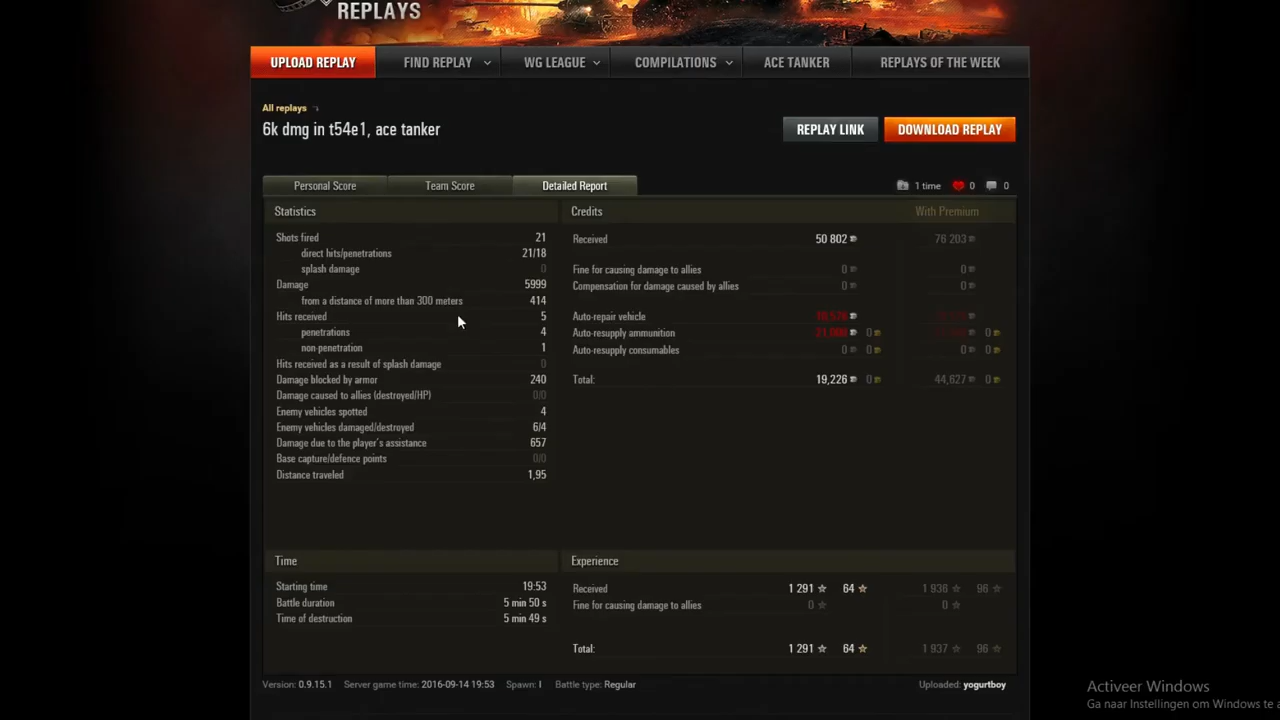 REPLAYS
UPLOAD REPLAY FIND REPLAY WG LEAGUE COMPILATIONS ACE TANKER REPLAYS OF THE WEEK
All replays
6k dmg in t54e1, ace tanker
REPLAY LINK DOWNLOAD REPLAY
Personal Score Team Score Detailed Report 1 time 0 0
Statistics Credits With Premium
Shots fired 21
direct hits/penetrations 21/18
splash damage 0
Damage 5999
from a distance of more than 300 meters 414
Hits received 5
penetrations 4
non-penetration 1
Hits received as a result of splash damage 0
Damage blocked by armor 240
Damage caused to allies (destroyed/HP) 0/0
Enemy vehicles spotted 4
Enemy vehicles damaged/destroyed 6/4
Damage due to the player's assistance 657
Base capture/defence points 0/0
Distance traveled 1,95
Received 50 802 76 203
Fine for causing damage to allies 0 0
Compensation for damage caused by allies 0 0
Auto-repair vehicle
Auto-resupply ammunition 0 0
Auto-resupply consumables 0 0 0 0
Total: 19,226 0 44,627 0
Time
Starting time 19:53
Battle duration 5 min 50 s
Time of destruction 5 min 49 s
Experience
Received 1 291 64 1 936 96
Fine for causing damage to allies 0 0
Total: 1 291 64 1 937 96
Version: 0.9.15.1 Server game time: 2016-09-14 19:53 Spawn: I Battle type: Regular Uploaded: yogurtboy
Activeer Windows
Ga naar Instellingen om Windows te